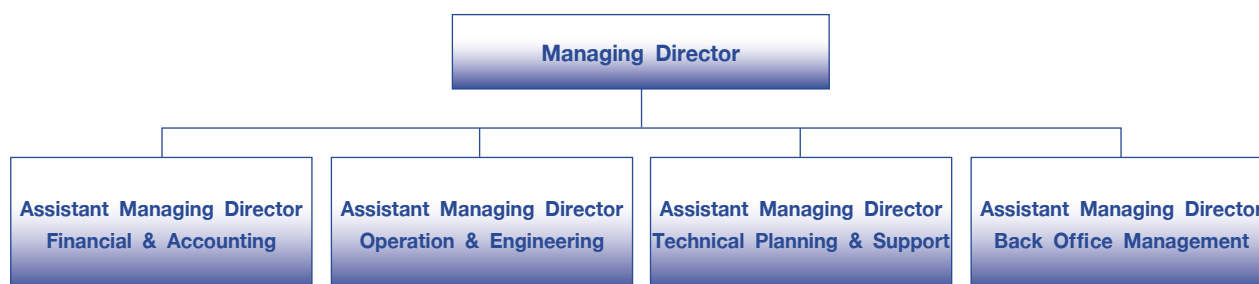 Managing Director
Assistant Managing Director
Financial & Accounting
Assistant Managing Director
Operation & Engineering
Assistant Managing Director
Technical Planning & Support
Assistant Managing Director
Back Office Management